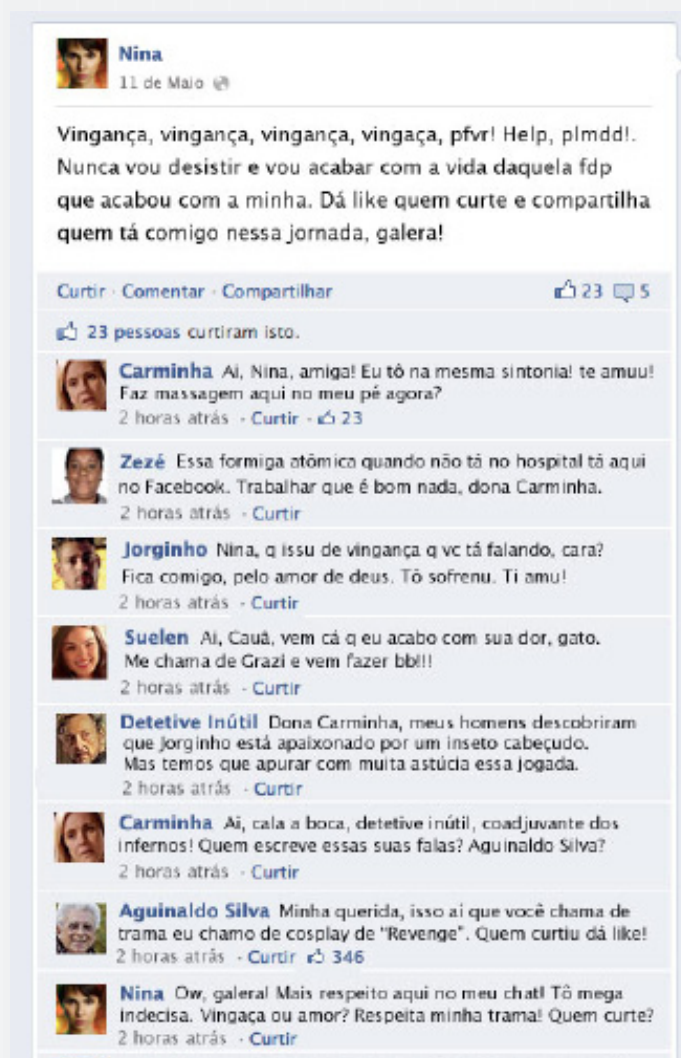 Nina
11 de Maio
Vingança, vingança, vingança, vingaça, pfvr! Help, plmdd!.
Nunca vou desistir e vou acabar com a vida daquela fdp
que acabou com a minha. Dá like quem curte e compartilha
quem tá comigo nessa jornada, galera!
Curtir · Comentar · Compartilhar 23 5
23 pessoas curtiram isto.
Carminha Ai, Nina, amiga! Eu tô na mesma sintonia! te amuu!
Faz massagem aqui no meu pé agora?
2 horas atrás · Curtir · 23
Zezé Essa formiga atômica quando não tá no hospital tá aqui
no Facebook. Trabalhar que é bom nada, dona Carminha.
2 horas atrás · Curtir
Jorginho Nina, q issu de vingança q vc tá falando, cara?
Fica comigo, pelo amor de deus. Tô sofrenu. Ti amu!
2 horas atrás · Curtir
Suelen Ai, Cauã, vem cá q eu acabo com sua dor, gato.
Me chama de Grazi e vem fazer bb!!!
2 horas atrás · Curtir
Detetive Inútil Dona Carminha, meus homens descobriram
que Jorginho está apaixonado por um inseto cabeçudo.
Mas temos que apurar com muita astúcia essa jogada.
2 horas atrás · Curtir
Carminha Ai, cala a boca, detetive inútil, coadjuvante dos
infernos! Quem escreve essas suas falas? Aguinaldo Silva?
2 horas atrás · Curtir
Aguinaldo Silva Minha querida, isso aí que você chama de
trama eu chamo de cosplay de "Revenge". Quem curtiu dá like!
2 horas atrás · Curtir 346
Nina Ow, galera! Mais respeito aqui no meu chat! Tô mega
indecisa. Vingaça ou amor? Respeita minha trama! Quem curte?
2 horas atrás · Curtir